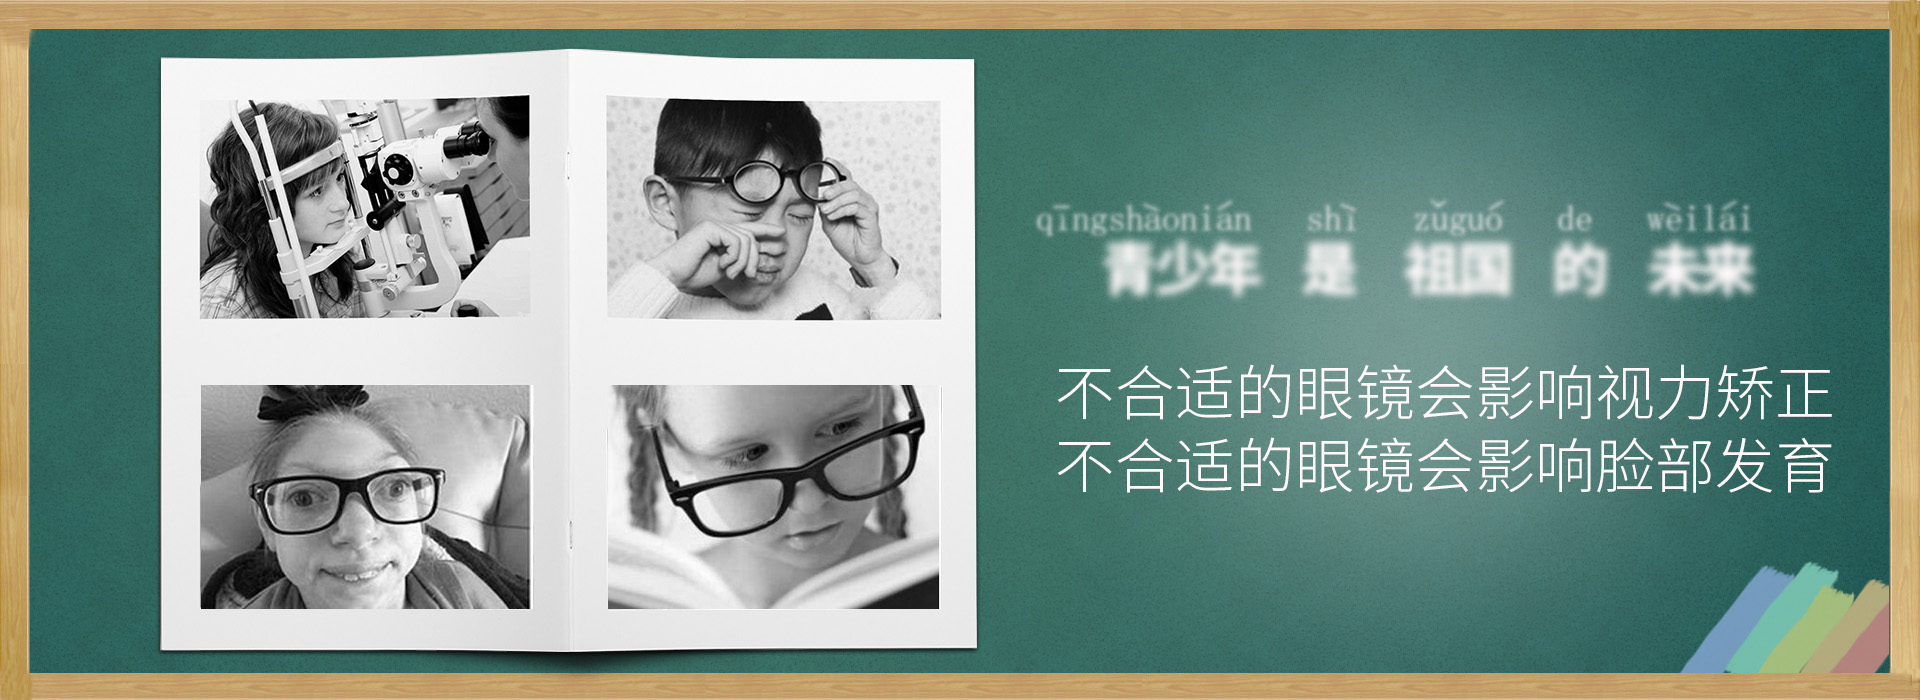 qīngshàonián shì zǔguó de wèilái
青少年 是 祖国 的 未来
不合适的眼镜会影响视力矫正
不合适的眼镜会影响脸部发育